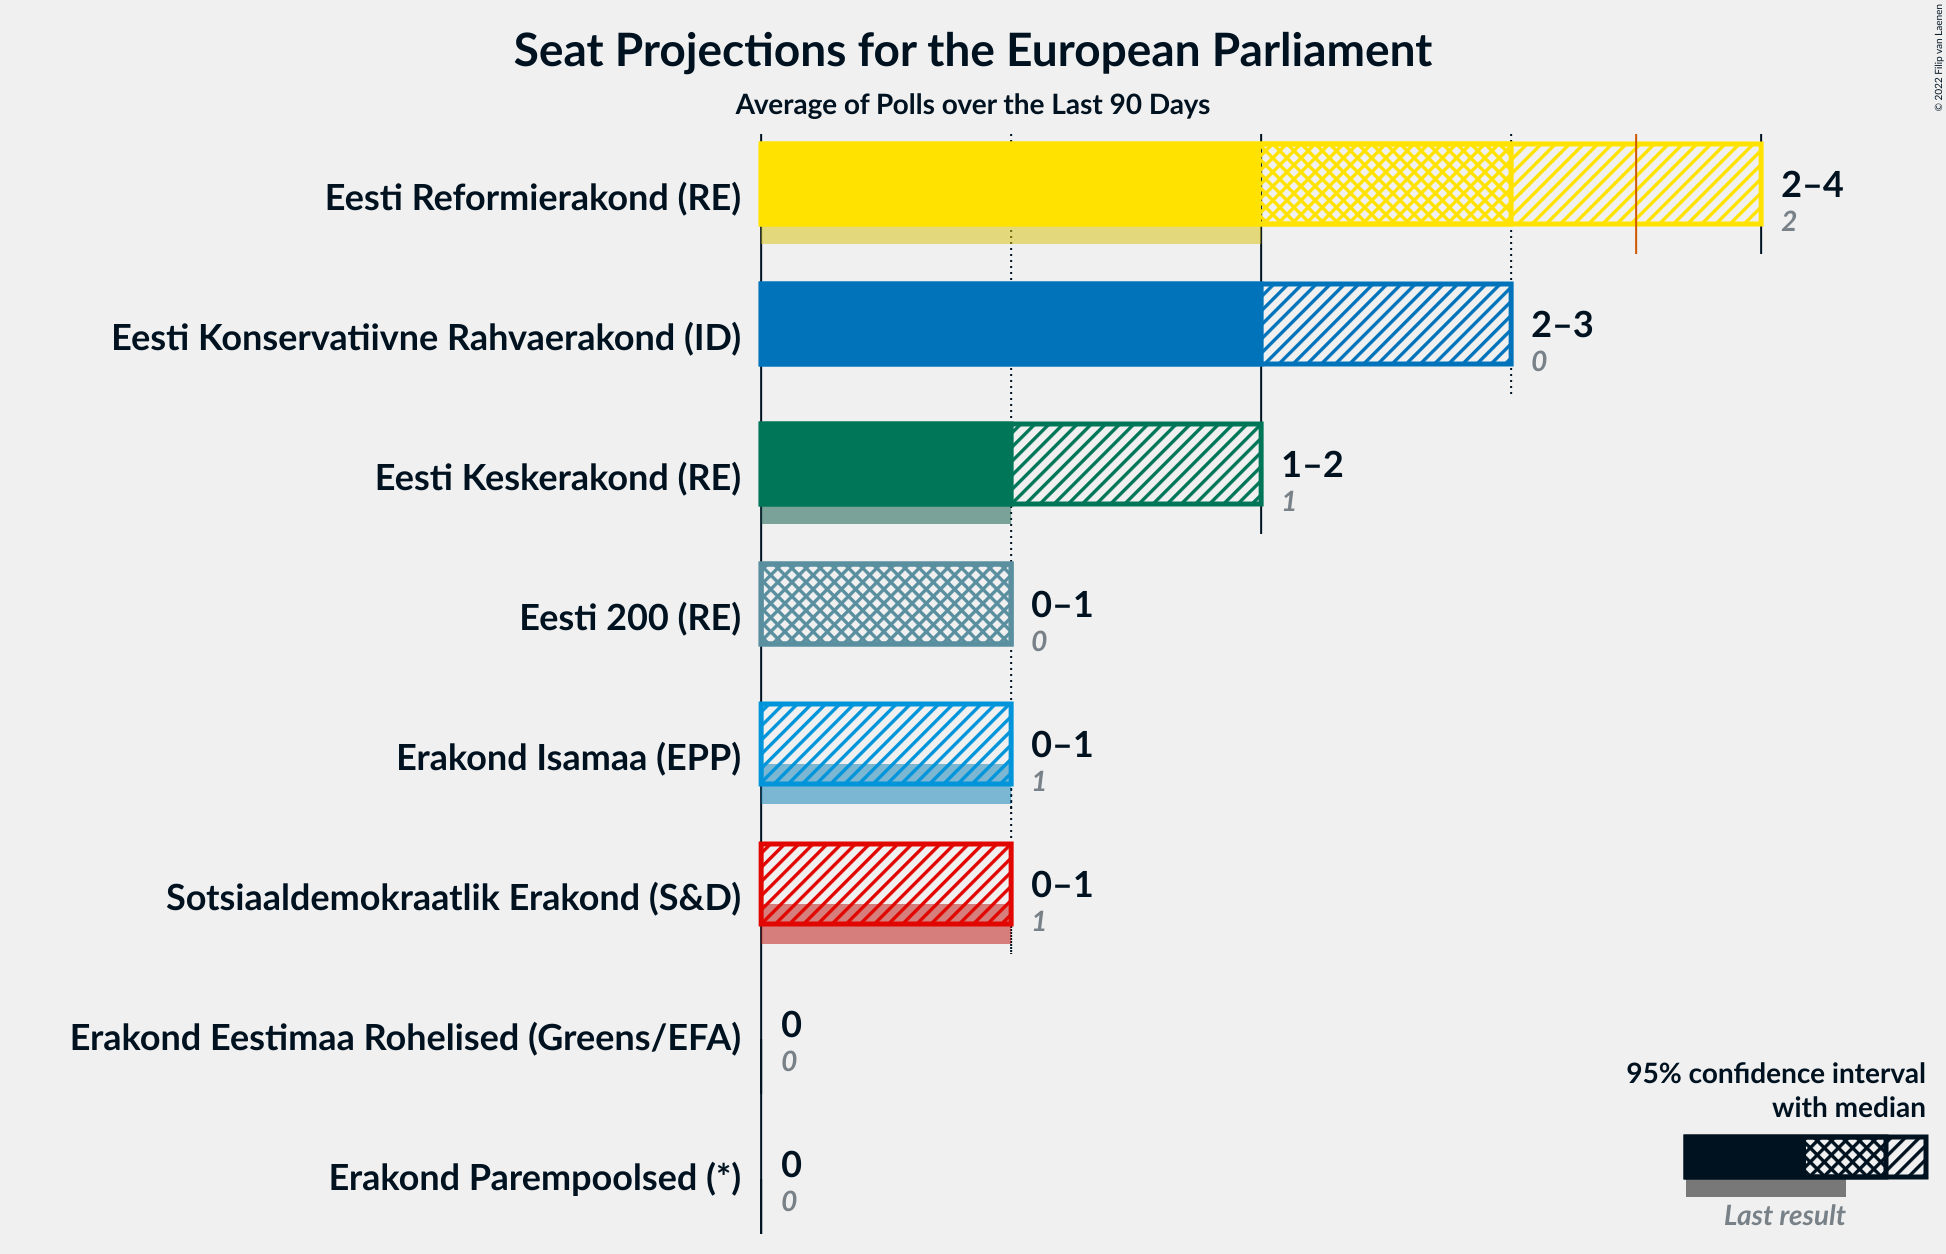 Seat Projections for the European Parliament
Average of Polls over the Last 90 Days
© 2022 Filip van Laenen
Eesti Reformierakond (RE)
2–4
2
Eesti Konservatiivne Rahvaerakond (ID)
2–3
0
Eesti Keskerakond (RE)
1–2
1
Eesti 200 (RE)
0–1
0
Erakond Isamaa (EPP)
0–1
1
Sotsiaaldemokraatlik Erakond (S&D)
0–1
1
Erakond Eestimaa Rohelised (Greens/EFA)
0
0
Erakond Parempoolsed (*)
0
0
95% confidence interval
with median
Last result